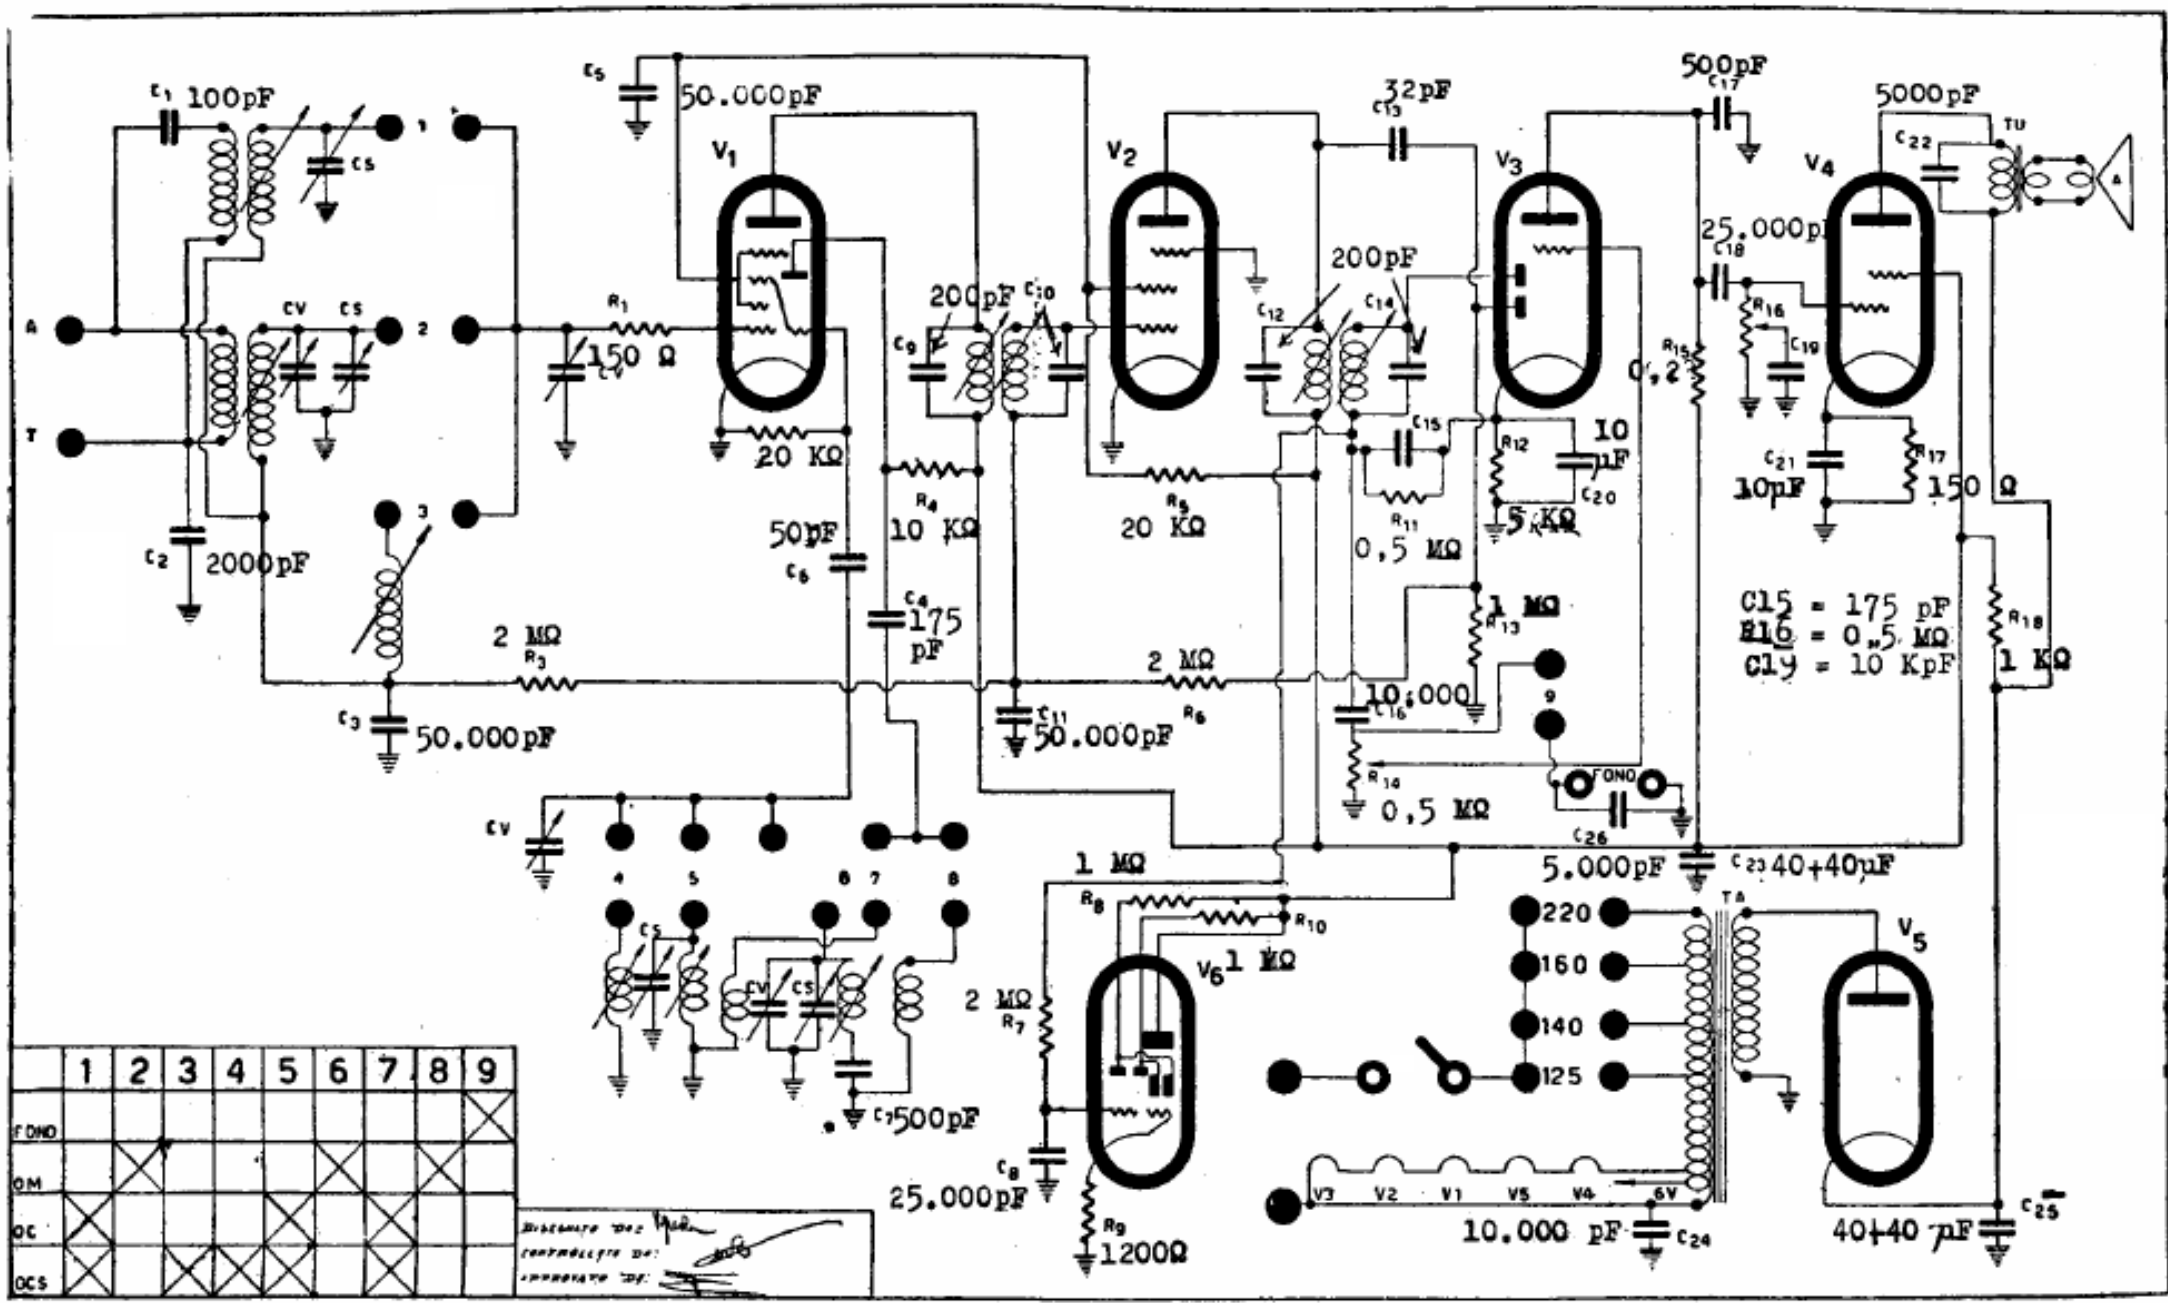 C1 100pF
CS
1
C5
50.000pF
V1
V2
32pF
C13
V3
500pF
C17
V4
5000pF
C22
TU
A
25.000p
C18
R16
C19
A
T
CV CS
2
R1
150 Ω
CV
200pF
C9
C10
200pF
C12
C14
R15
0,2
20 KΩ
R4
10 KΩ
R5
20 KΩ
C15
R11
0,5 MΩ
R12
5 KΩ
10
µF
C20
C21
10µF
R17
150 Ω
3
C2
2000pF
50pF
C6
C4
175
pF
2 MΩ
R3
2 MΩ
R6
1 MΩ
R13
C15 = 175 pF
R16 = 0,5 MΩ
C19 = 10 KpF
R18
1 KΩ
C3
50.000pF
C11
50.000pF
10.000
C16
9
R14
0,5 MΩ
FONO
C26
5.000pF
C23 40+40µF
CV
4 5 6 7 8
CS
CV CS
C7 500pF
1 MΩ
R8
R10
1 MΩ
V6
2 MΩ
R7
C8
25.000pF
R9
1200Ω
TA
220
160
140
125
V5
V3 V2 V1 V5 V4 6V
10.000 pF
C24
40+40 µF
C25
1 2 3 4 5 6 7 8 9
FONO
OM
OC
OCS